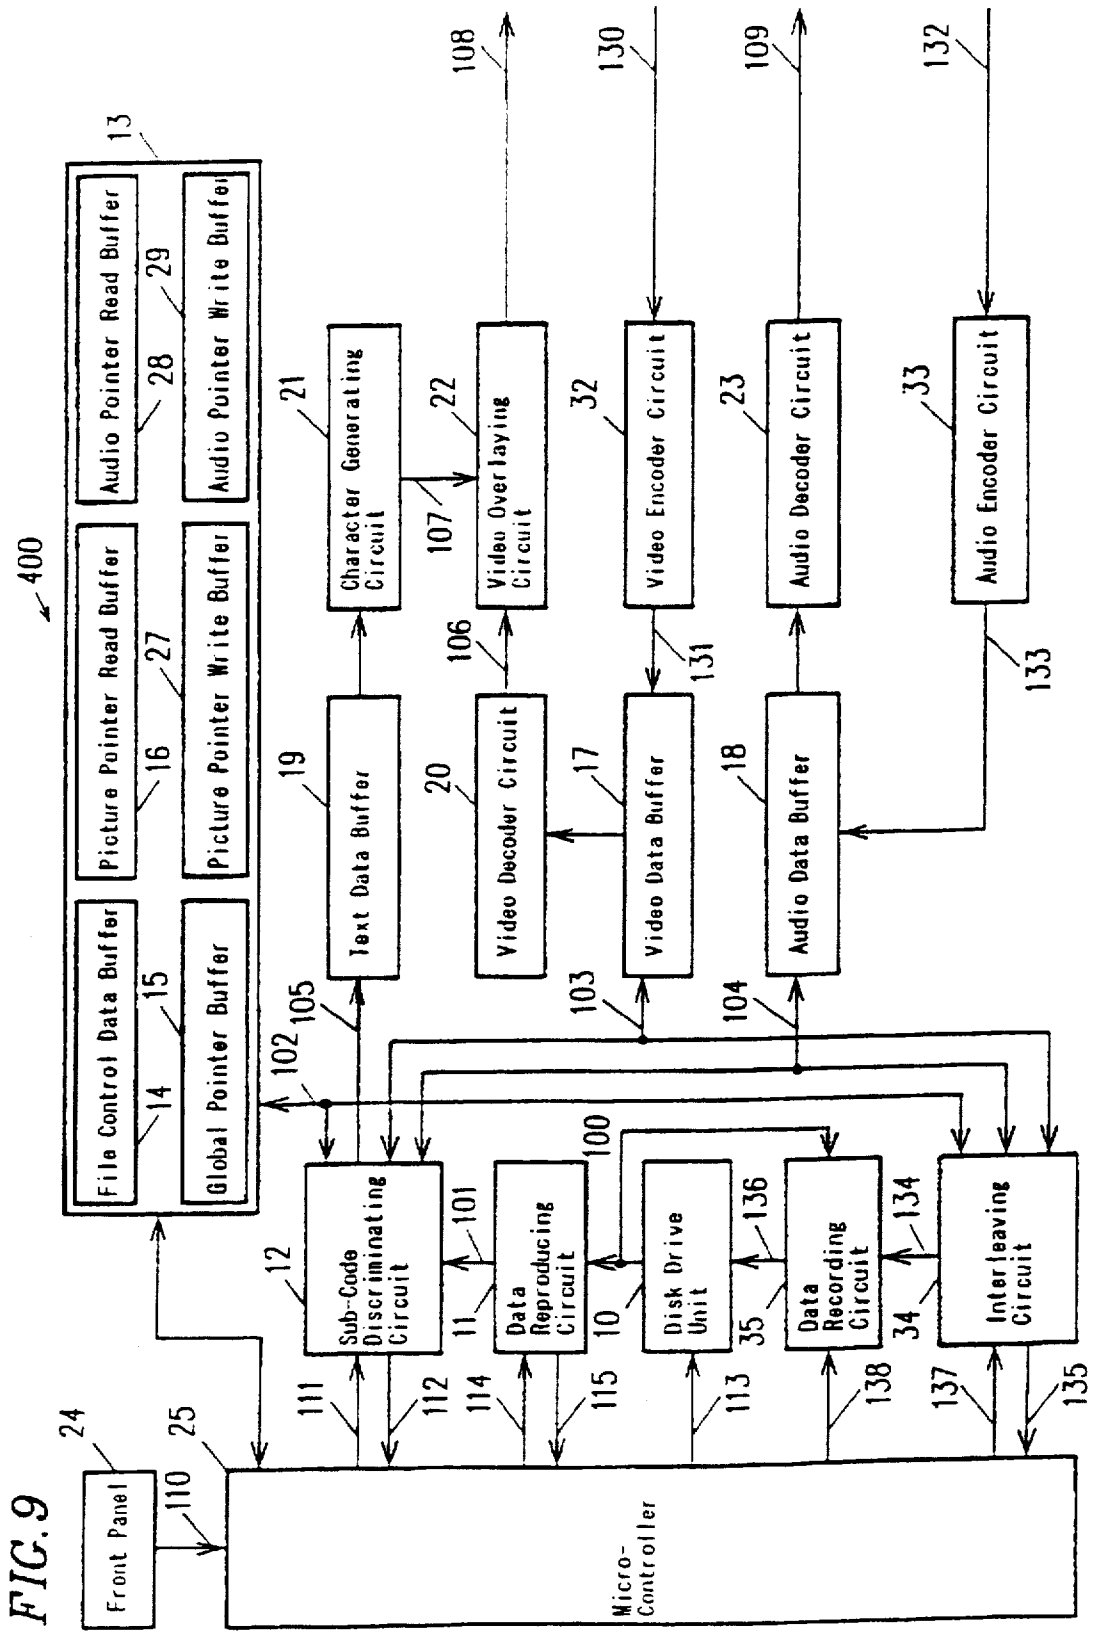 FIG.9
400
Front Panel
24
110
25
Micro-
Controller
13
File Control Data Buffer
14
Global Pointer Buffer
15
Picture Pointer Read Buffer
16
Picture Pointer Write Buffer
27
Audio Pointer Read Buffer
28
Audio Pointer Write Buffer
29
102
105
111
112
12
Sub-Code
Discriminating
Circuit
101
114
115
11
Data
Reproducing
Circuit
100
113
10
Disk Drive
Unit
136
138
35
Data
Recording
Circuit
134
137
135
34
Interleaving
Circuit
19
Text Data Buffer
21
Character Generating
Circuit
107
20
Video Decoder Circuit
106
22
Video Overlaying
Circuit
108
103
17
Video Data Buffer
131
32
Video Encoder Circuit
130
104
18
Audio Data Buffer
23
Audio Decoder Circuit
109
133
33
Audio Encoder Circuit
132